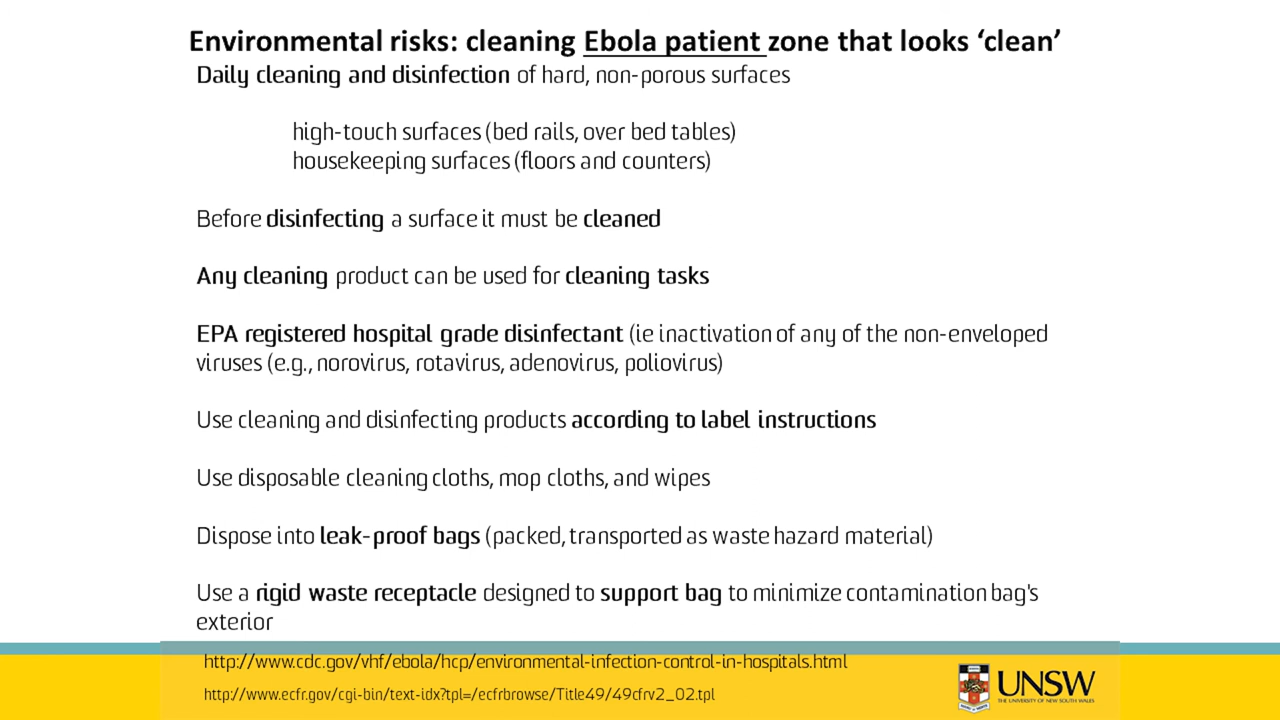 Environmental risks: cleaning Ebola patient zone that looks ‘clean’
Daily cleaning and disinfection of hard, non-porous surfaces
high-touch surfaces (bed rails, over bed tables)
housekeeping surfaces (floors and counters)
Before disinfecting a surface it must be cleaned
Any cleaning product can be used for cleaning tasks
EPA registered hospital grade disinfectant (ie inactivation of any of the non-enveloped
viruses (e.g., norovirus, rotavirus, adenovirus, poliovirus)
Use cleaning and disinfecting products according to label instructions
Use disposable cleaning cloths, mop cloths, and wipes
Dispose into leak-proof bags (packed, transported as waste hazard material)
Use a rigid waste receptacle designed to support bag to minimize contamination bag's
exterior
http://www.cdc.gov/vhf/ebola/hcp/environmental-infection-control-in-hospitals.html
http://www.ecfr.gov/cgi-bin/text-idx?tpl=/ecfrbrowse/Title49/49cfrv2_02.tpl
UNSW
THE UNIVERSITY OF NEW SOUTH WALES